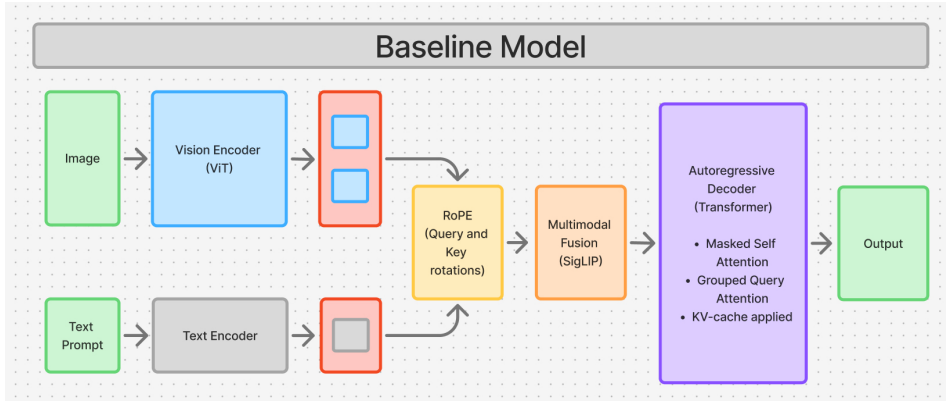 Baseline Model
Image
Vision Encoder
(ViT)
RoPE
(Query and
Key
rotations)
Multimodal
Fusion
(SigLIP)
Autoregressive
Decoder
(Transformer)
• Masked Self
Attention
• Grouped Query
Attention
• KV-cache applied
Output
Text
Prompt
Text Encoder